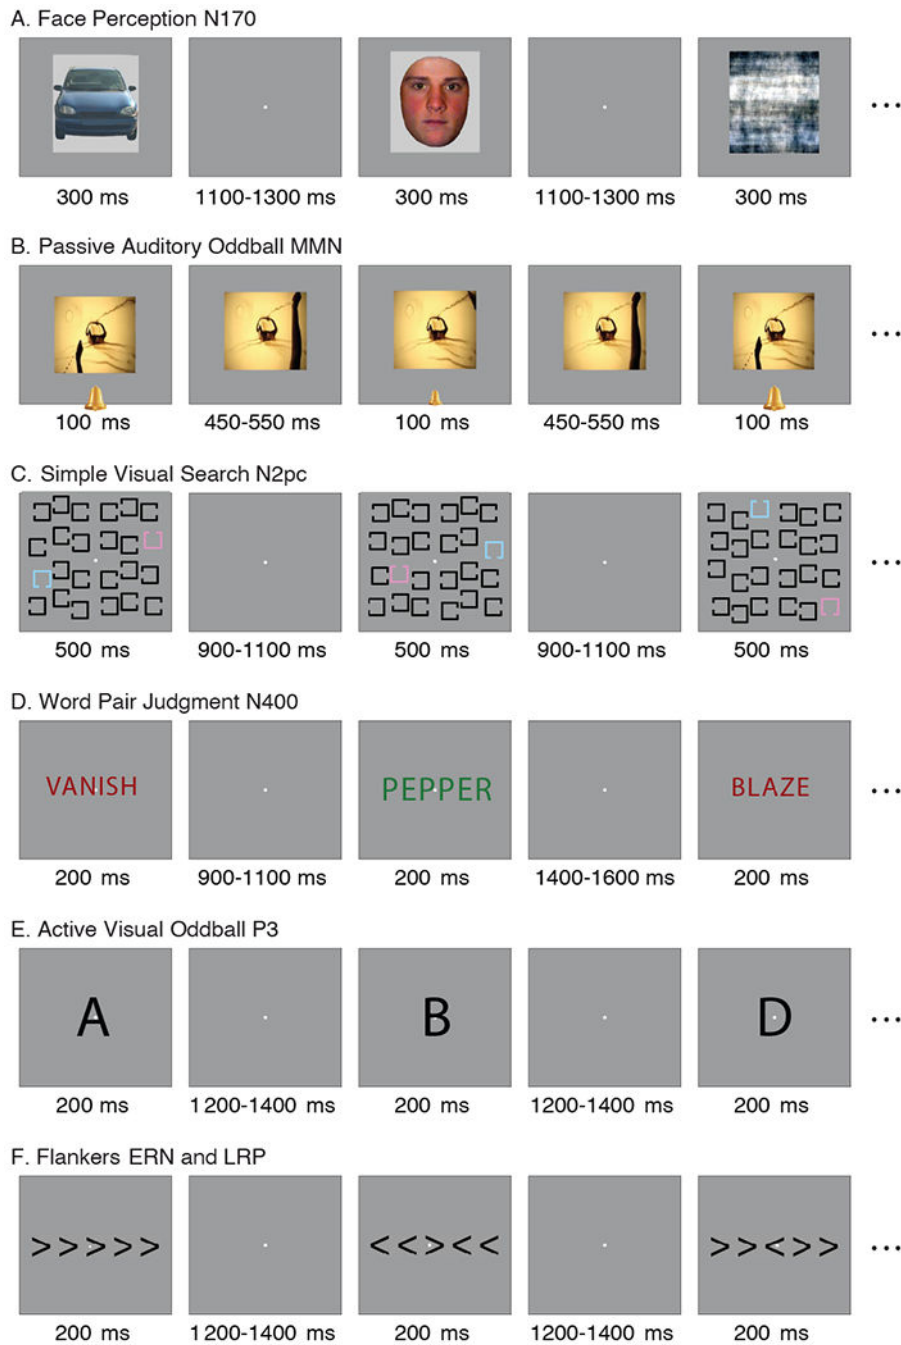 A. Face Perception N170
300 ms 1100-1300 ms 300 ms 1100-1300 ms 300 ms
...
B. Passive Auditory Oddball MMN
100 ms 450-550 ms 100 ms 450-550 ms 100 ms
...
C. Simple Visual Search N2pc
500 ms 900-1100 ms 500 ms 900-1100 ms 500 ms
...
D. Word Pair Judgment N400
VANISH PEPPER BLAZE ...
200 ms 900-1100 ms 200 ms 1400-1600 ms 200 ms
E. Active Visual Oddball P3
A B D ...
200 ms 1200-1400 ms 200 ms 1200-1400 ms 200 ms
F. Flankers ERN and LRP
>>>>> <<><< >><>> ...
200 ms 1200-1400 ms 200 ms 1200-1400 ms 200 ms